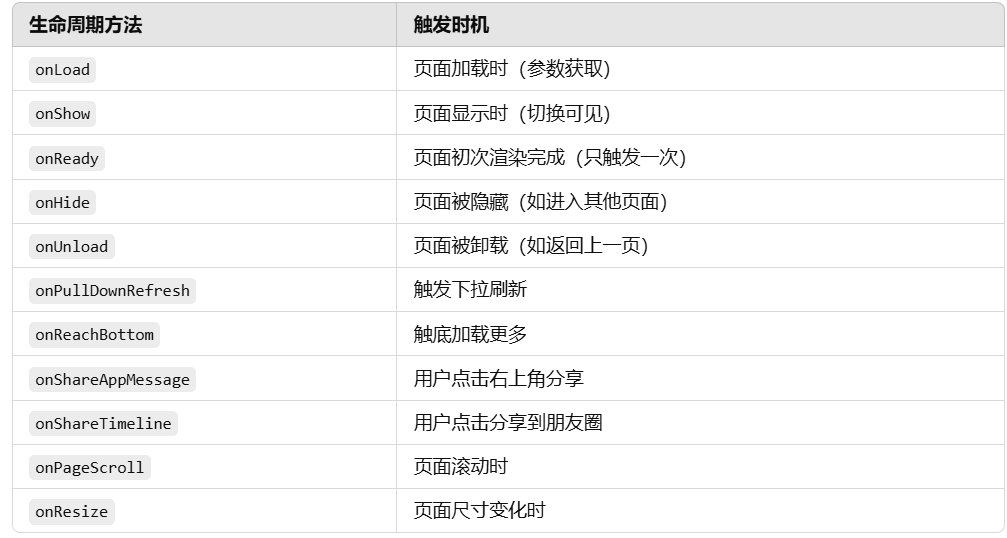 生命周期方法 触发时机
onLoad 页面加载时（参数获取）
onShow 页面显示时（切换可见）
onReady 页面初次渲染完成（只触发一次）
onHide 页面被隐藏（如进入其他页面）
onUnload 页面被卸载（如返回上一页）
onPullDownRefresh 触发下拉刷新
onReachBottom 触底加载更多
onShareAppMessage 用户点击右上角分享
onShareTimeline 用户点击分享到朋友圈
onPageScroll 页面滚动时
onResize 页面尺寸变化时